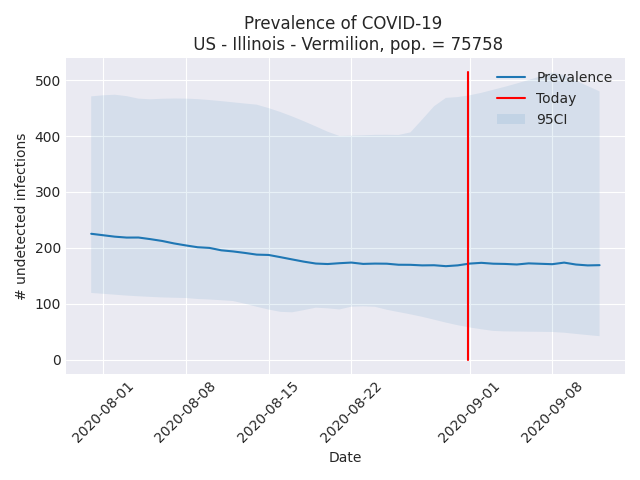 Prevalence of COVID-19
US - Illinois - Vermilion, pop. = 75758
Prevalence
Today
95CI
# undetected infections
500
400
300
200
100
0
2020-08-01
2020-08-08
2020-08-15
2020-08-22
2020-09-01
2020-09-08
Date